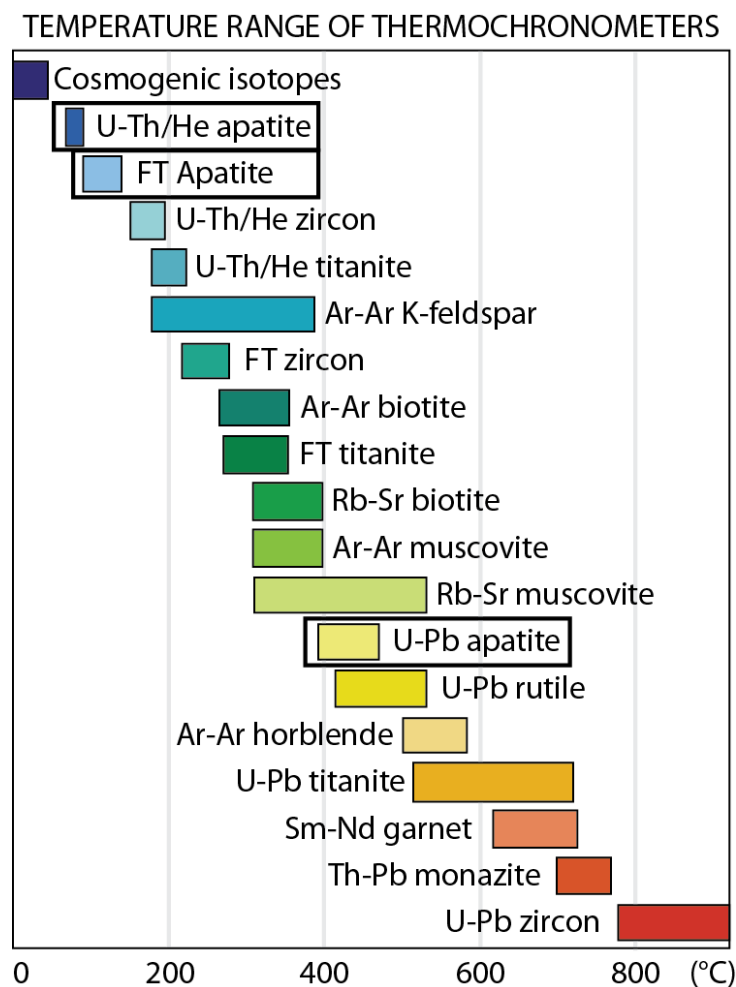 TEMPERATURE RANGE OF THERMOCHRONOMETERS
Cosmogenic isotopes
U-Th/He apatite
FT Apatite
U-Th/He zircon
U-Th/He titanite
Ar-Ar K-feldspar
FT zircon
Ar-Ar biotite
FT titanite
Rb-Sr biotite
Ar-Ar muscovite
Rb-Sr muscovite
U-Pb apatite
U-Pb rutile
Ar-Ar horblende
U-Pb titanite
Sm-Nd garnet
Th-Pb monazite
U-Pb zircon
0 200 400 600 800 (°C)